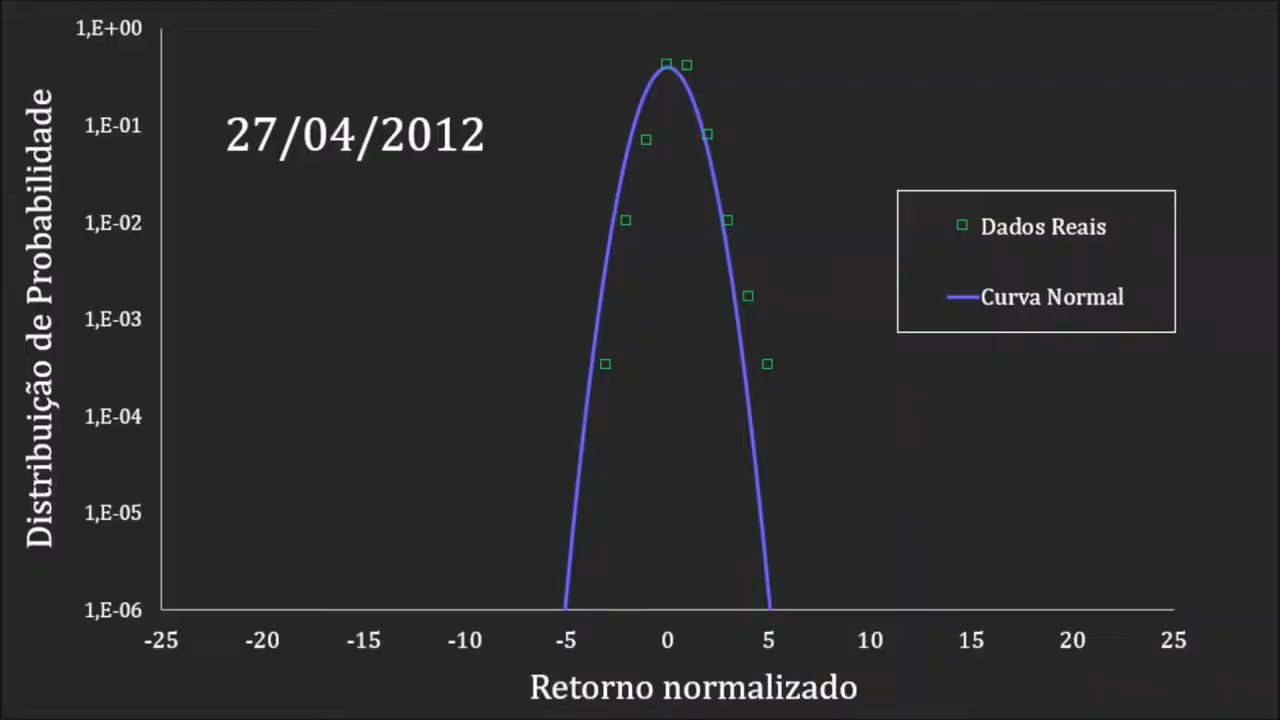 Distribuição de Probabilidade
1,E+00
1,E-01
1,E-02
1,E-03
1,E-04
1,E-05
1,E-06
27/04/2012
Dados Reais
Curva Normal
-25 -20 -15 -10 -5 0 5 10 15 20 25
Retorno normalizado